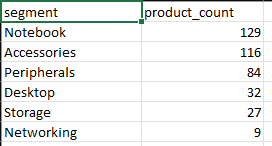 segment product_count
Notebook 129
Accessories 116
Peripherals 84
Desktop 32
Storage 27
Networking 9